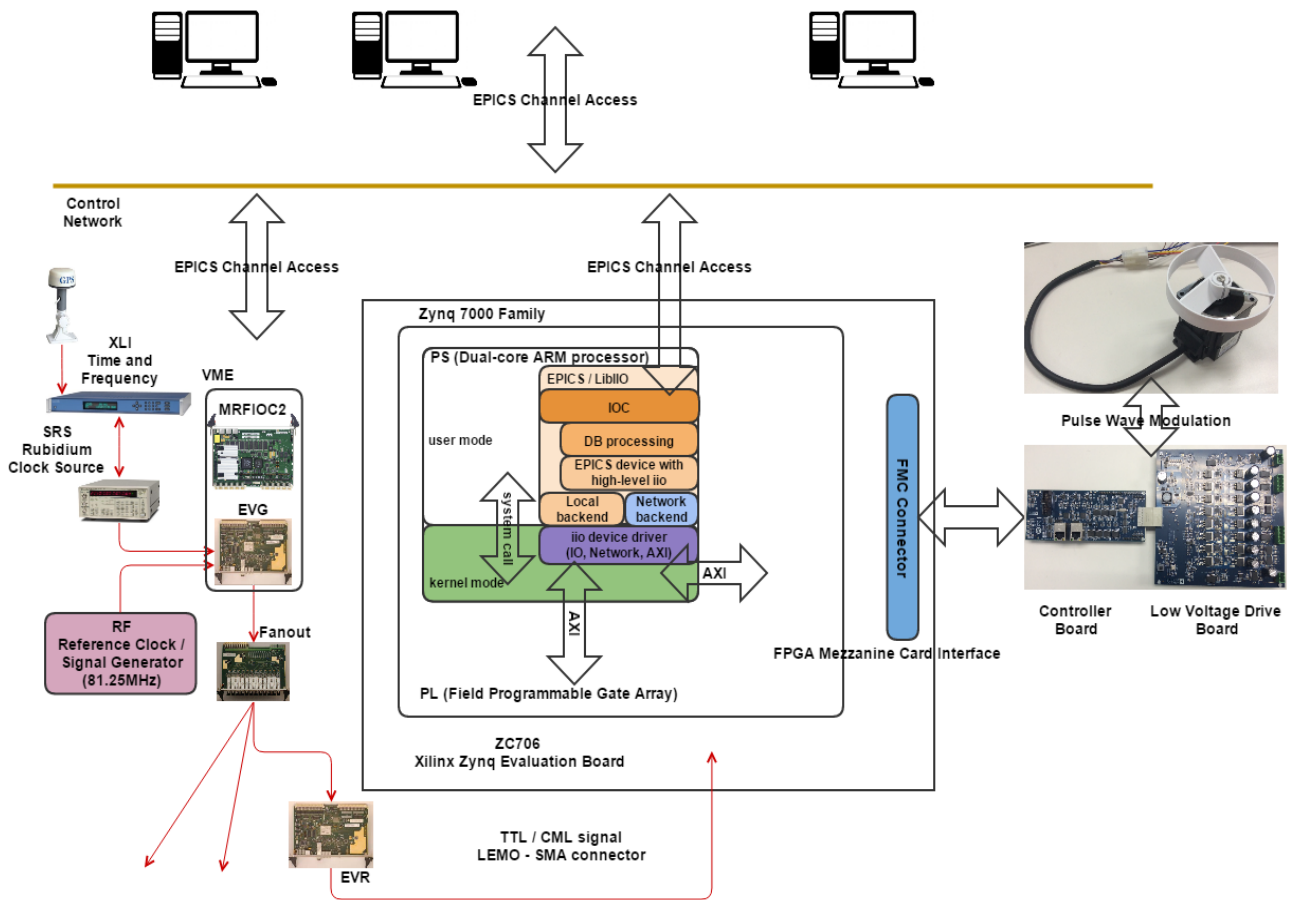 EPICS Channel Access
Control
Network
EPICS Channel Access
EPICS Channel Access
GPS
XLI
Time and
Frequency
SRS
Rubidium
Clock Source
VME
MRFIOC2
EVG
RF
Reference Clock /
Signal Generator
(81.25MHz)
Fanout
EVR
TTL / CML signal
LEMO - SMA connector
Zynq 7000 Family
PS (Dual-core ARM processor)
EPICS / LibIIO
IOC
user mode
DB processing
EPICS device with
high-level iio
Local
backend
Network
backend
system call
iio device driver
(IO, Network, AXI)
kernel mode
AXI
AXI
PL (Field Programmable Gate Array)
ZC706
Xilinx Zynq Evaluation Board
FMC Connector
FPGA Mezzanine Card Interface
Pulse Wave Modulation
Controller
Board
Low Voltage Drive
Board